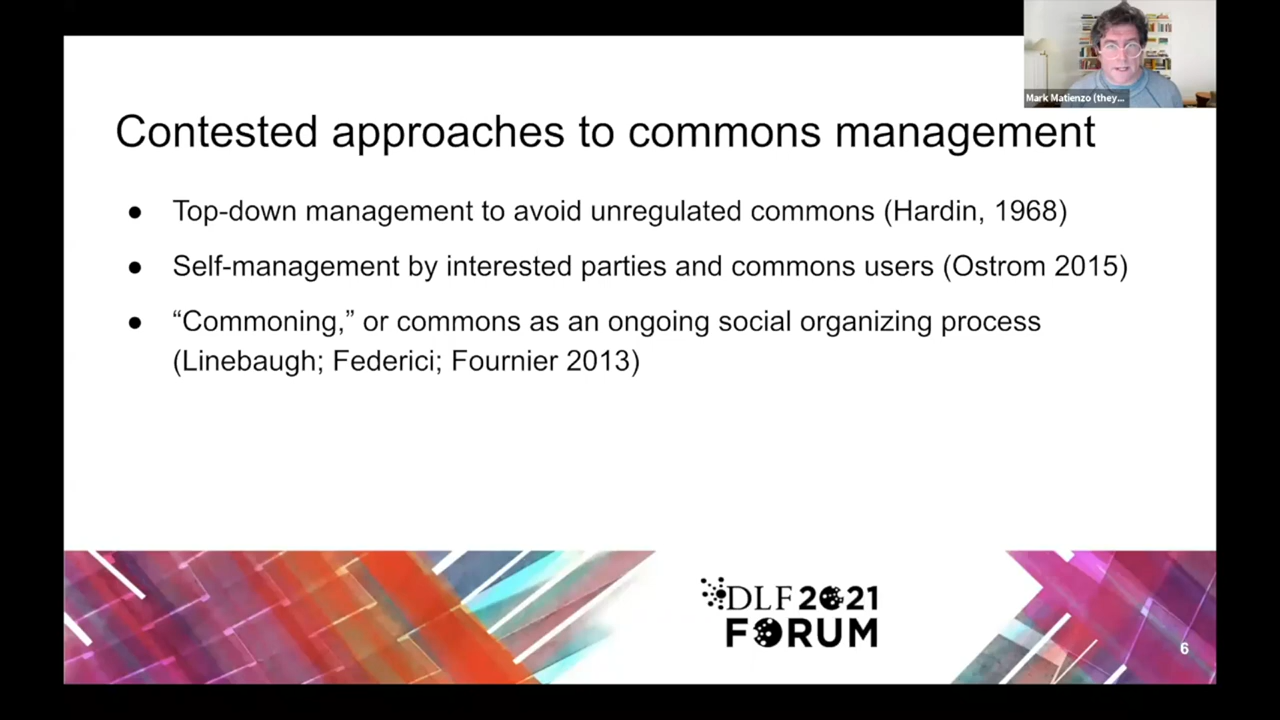 Mark Matienzo (they...
Contested approaches to commons management
● Top-down management to avoid unregulated commons (Hardin, 1968)
● Self-management by interested parties and commons users (Ostrom 2015)
● “Commoning,” or commons as an ongoing social organizing process
(Linebaugh; Federici; Fournier 2013)
DLF 2021
FORUM
6